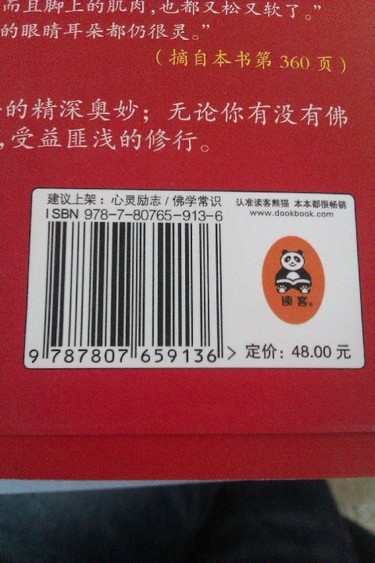 而且脚上的肌肉,也都又松又软了。”
的眼睛耳朵都仍很灵。”
(摘自本书第 360 页)
的精深奥妙;无论你有没有佛
,受益匪浅的修行。
建议上架:心灵励志/佛学常识
ISBN 978-7-80765-913-6
认准读客熊猫 本本都很畅销
www.dookbook.com
读客®
9 787807 659136 >
定价:48.00 元